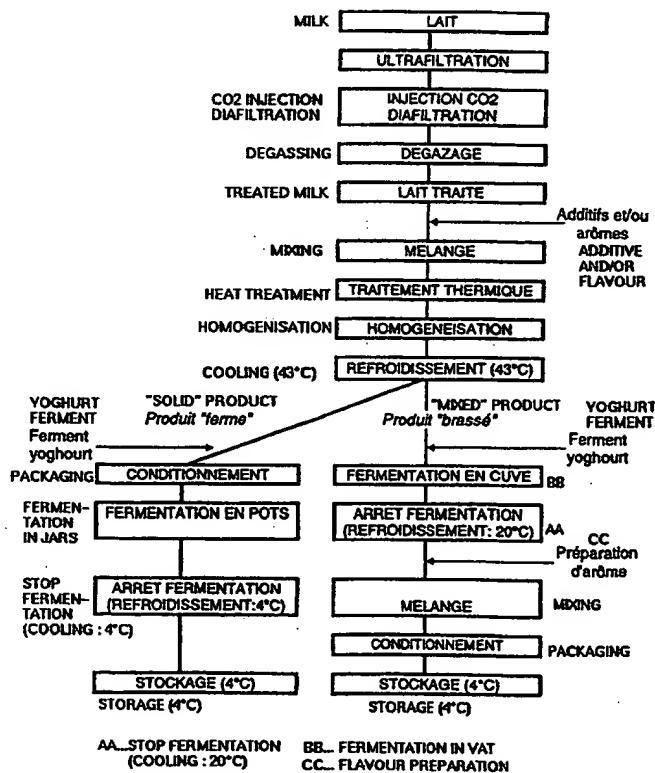 MILK
LAIT
ULTRAFILTRATION
CO2 INJECTION
DIAFILTRATION
INJECTION CO2
DIAFILTRATION
DEGASSING
DEGAZAGE
TREATED MILK
LAIT TRAITE
Additifs et/ou
arômes
ADDITIVE
AND/OR
FLAVOUR
MIXING
MELANGE
HEAT TREATMENT
TRAITEMENT THERMIQUE
HOMOGENISATION
HOMOGENEISATION
COOLING (43°C)
REFROIDISSEMENT (43°C)
YOGHURT
FERMENT
Ferment
yoghourt
"SOLID" PRODUCT
Produit "ferme"
"MIXED" PRODUCT
Produit "brassé"
YOGHURT
FERMENT
Ferment
yoghourt
PACKAGING
CONDITIONNEMENT
FERMENTATION EN CUVE
BB
FERMEN-
TATION
IN JARS
FERMENTATION EN POTS
ARRET FERMENTATION
(REFROIDISSEMENT: 20°C)
AA
CC
Préparation
d'arôme
STOP
FERMEN-
TATION
(COOLING : 4°C)
ARRET FERMENTATION
(REFROIDISSEMENT:4°C)
MELANGE
MIXING
CONDITIONNEMENT
PACKAGING
STOCKAGE (4°C)
STORAGE (4°C)
STOCKAGE (4°C)
STORAGE (4°C)
AA...STOP FERMENTATION
(COOLING : 20°C)
BB... FERMENTATION IN VAT
CC... FLAVOUR PREPARATION